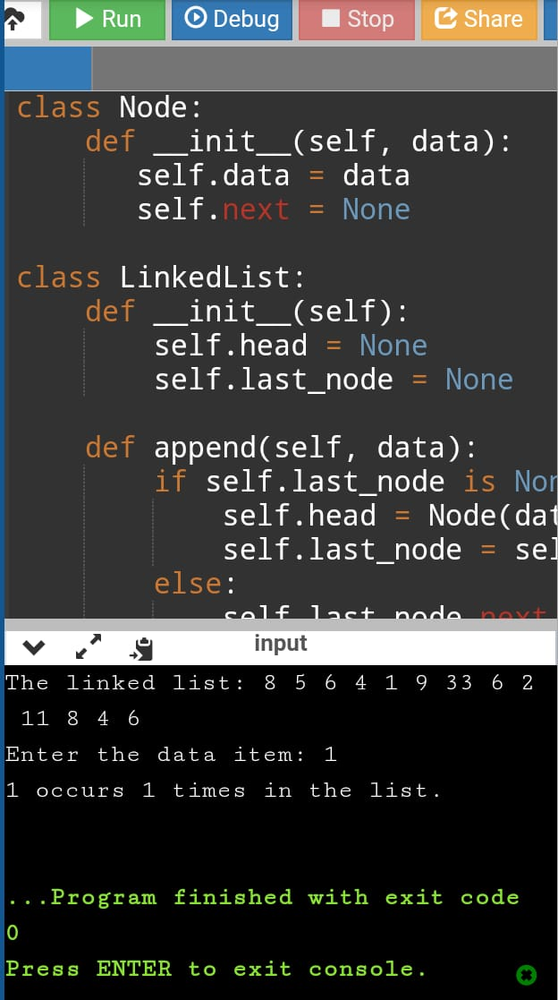 Run Debug Stop Share
class Node:
    def __init__(self, data):
        self.data = data
        self.next = None
class LinkedList:
    def __init__(self):
        self.head = None
        self.last_node = None
    def append(self, data):
        if self.last_node is Non
            self.head = Node(dat
            self.last_node = sel
        else:
            self.last_node.next
input
The linked list: 8 5 6 4 1 9 33 6 2
 11 8 4 6
Enter the data item: 1
1 occurs 1 times in the list.
...Program finished with exit code
0
Press ENTER to exit console.